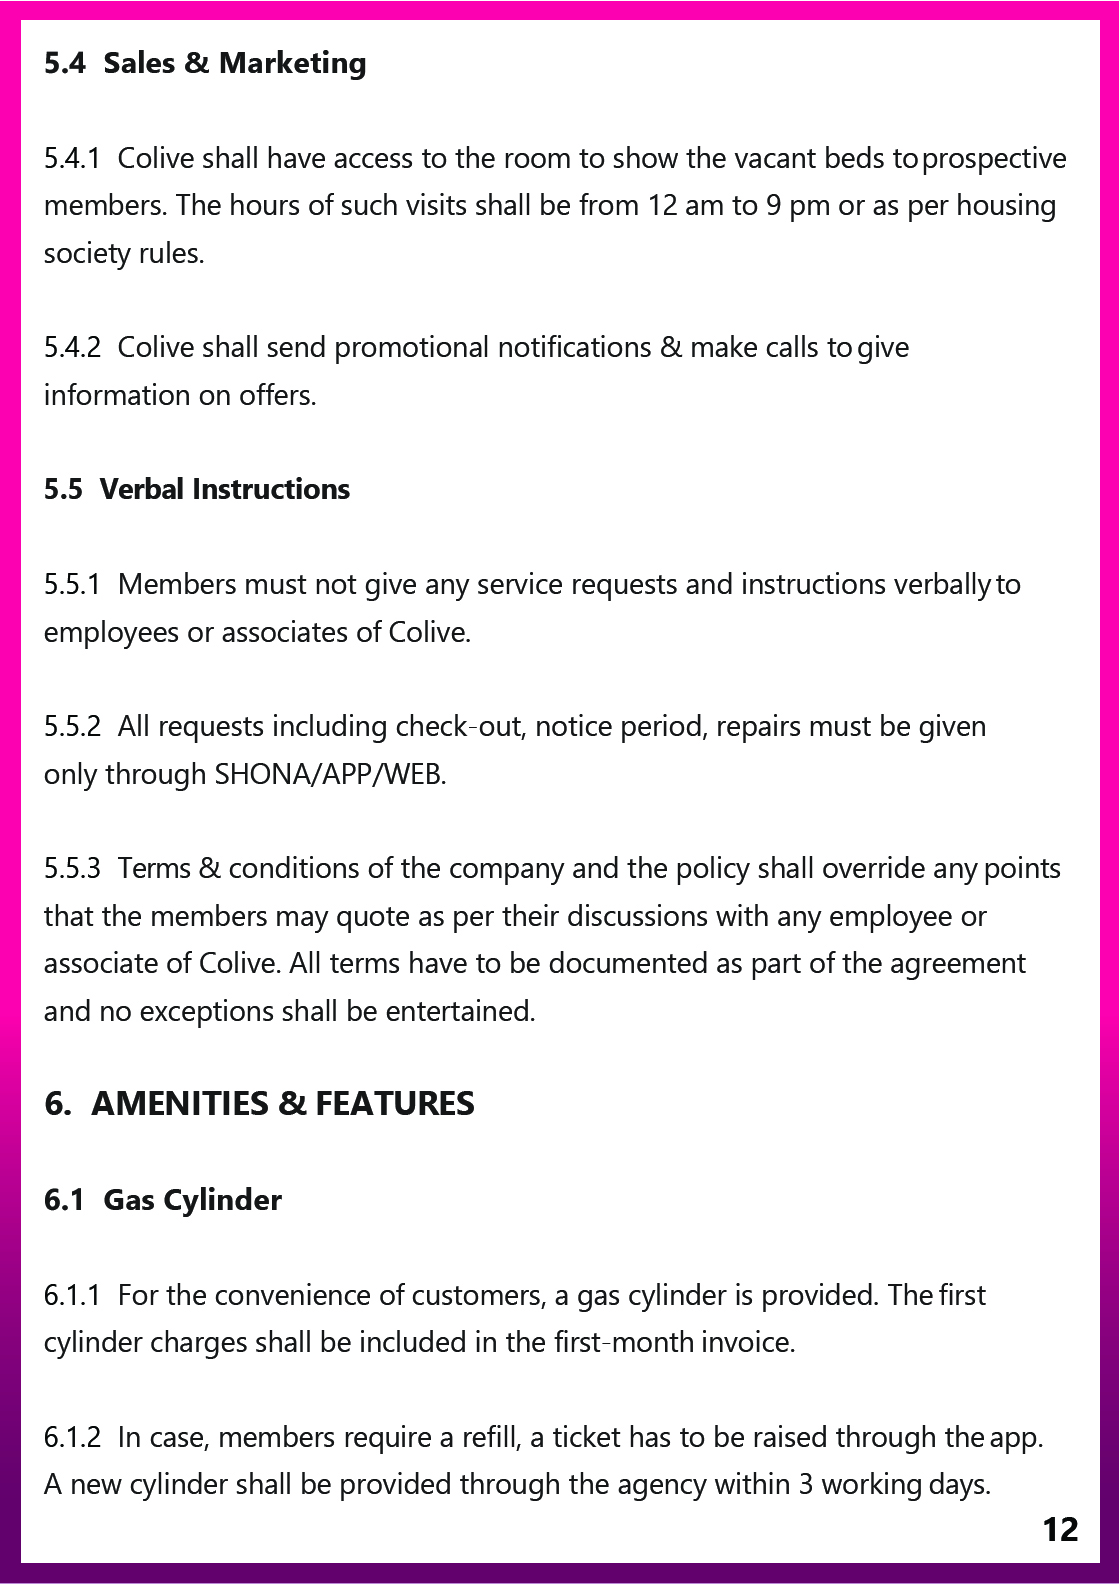 5.4 Sales & Marketing
5.4.1 Colive shall have access to the room to show the vacant beds to prospective
members. The hours of such visits shall be from 12 am to 9 pm or as per housing
society rules.
5.4.2 Colive shall send promotional notifications & make calls to give
information on offers.
5.5 Verbal Instructions
5.5.1 Members must not give any service requests and instructions verbally to
employees or associates of Colive.
5.5.2 All requests including check-out, notice period, repairs must be given
only through SHONA/APP/WEB.
5.5.3 Terms & conditions of the company and the policy shall override any points
that the members may quote as per their discussions with any employee or
associate of Colive. All terms have to be documented as part of the agreement
and no exceptions shall be entertained.
6. AMENITIES & FEATURES
6.1 Gas Cylinder
6.1.1 For the convenience of customers, a gas cylinder is provided. The first
cylinder charges shall be included in the first-month invoice.
6.1.2 In case, members require a refill, a ticket has to be raised through the app.
A new cylinder shall be provided through the agency within 3 working days.
12